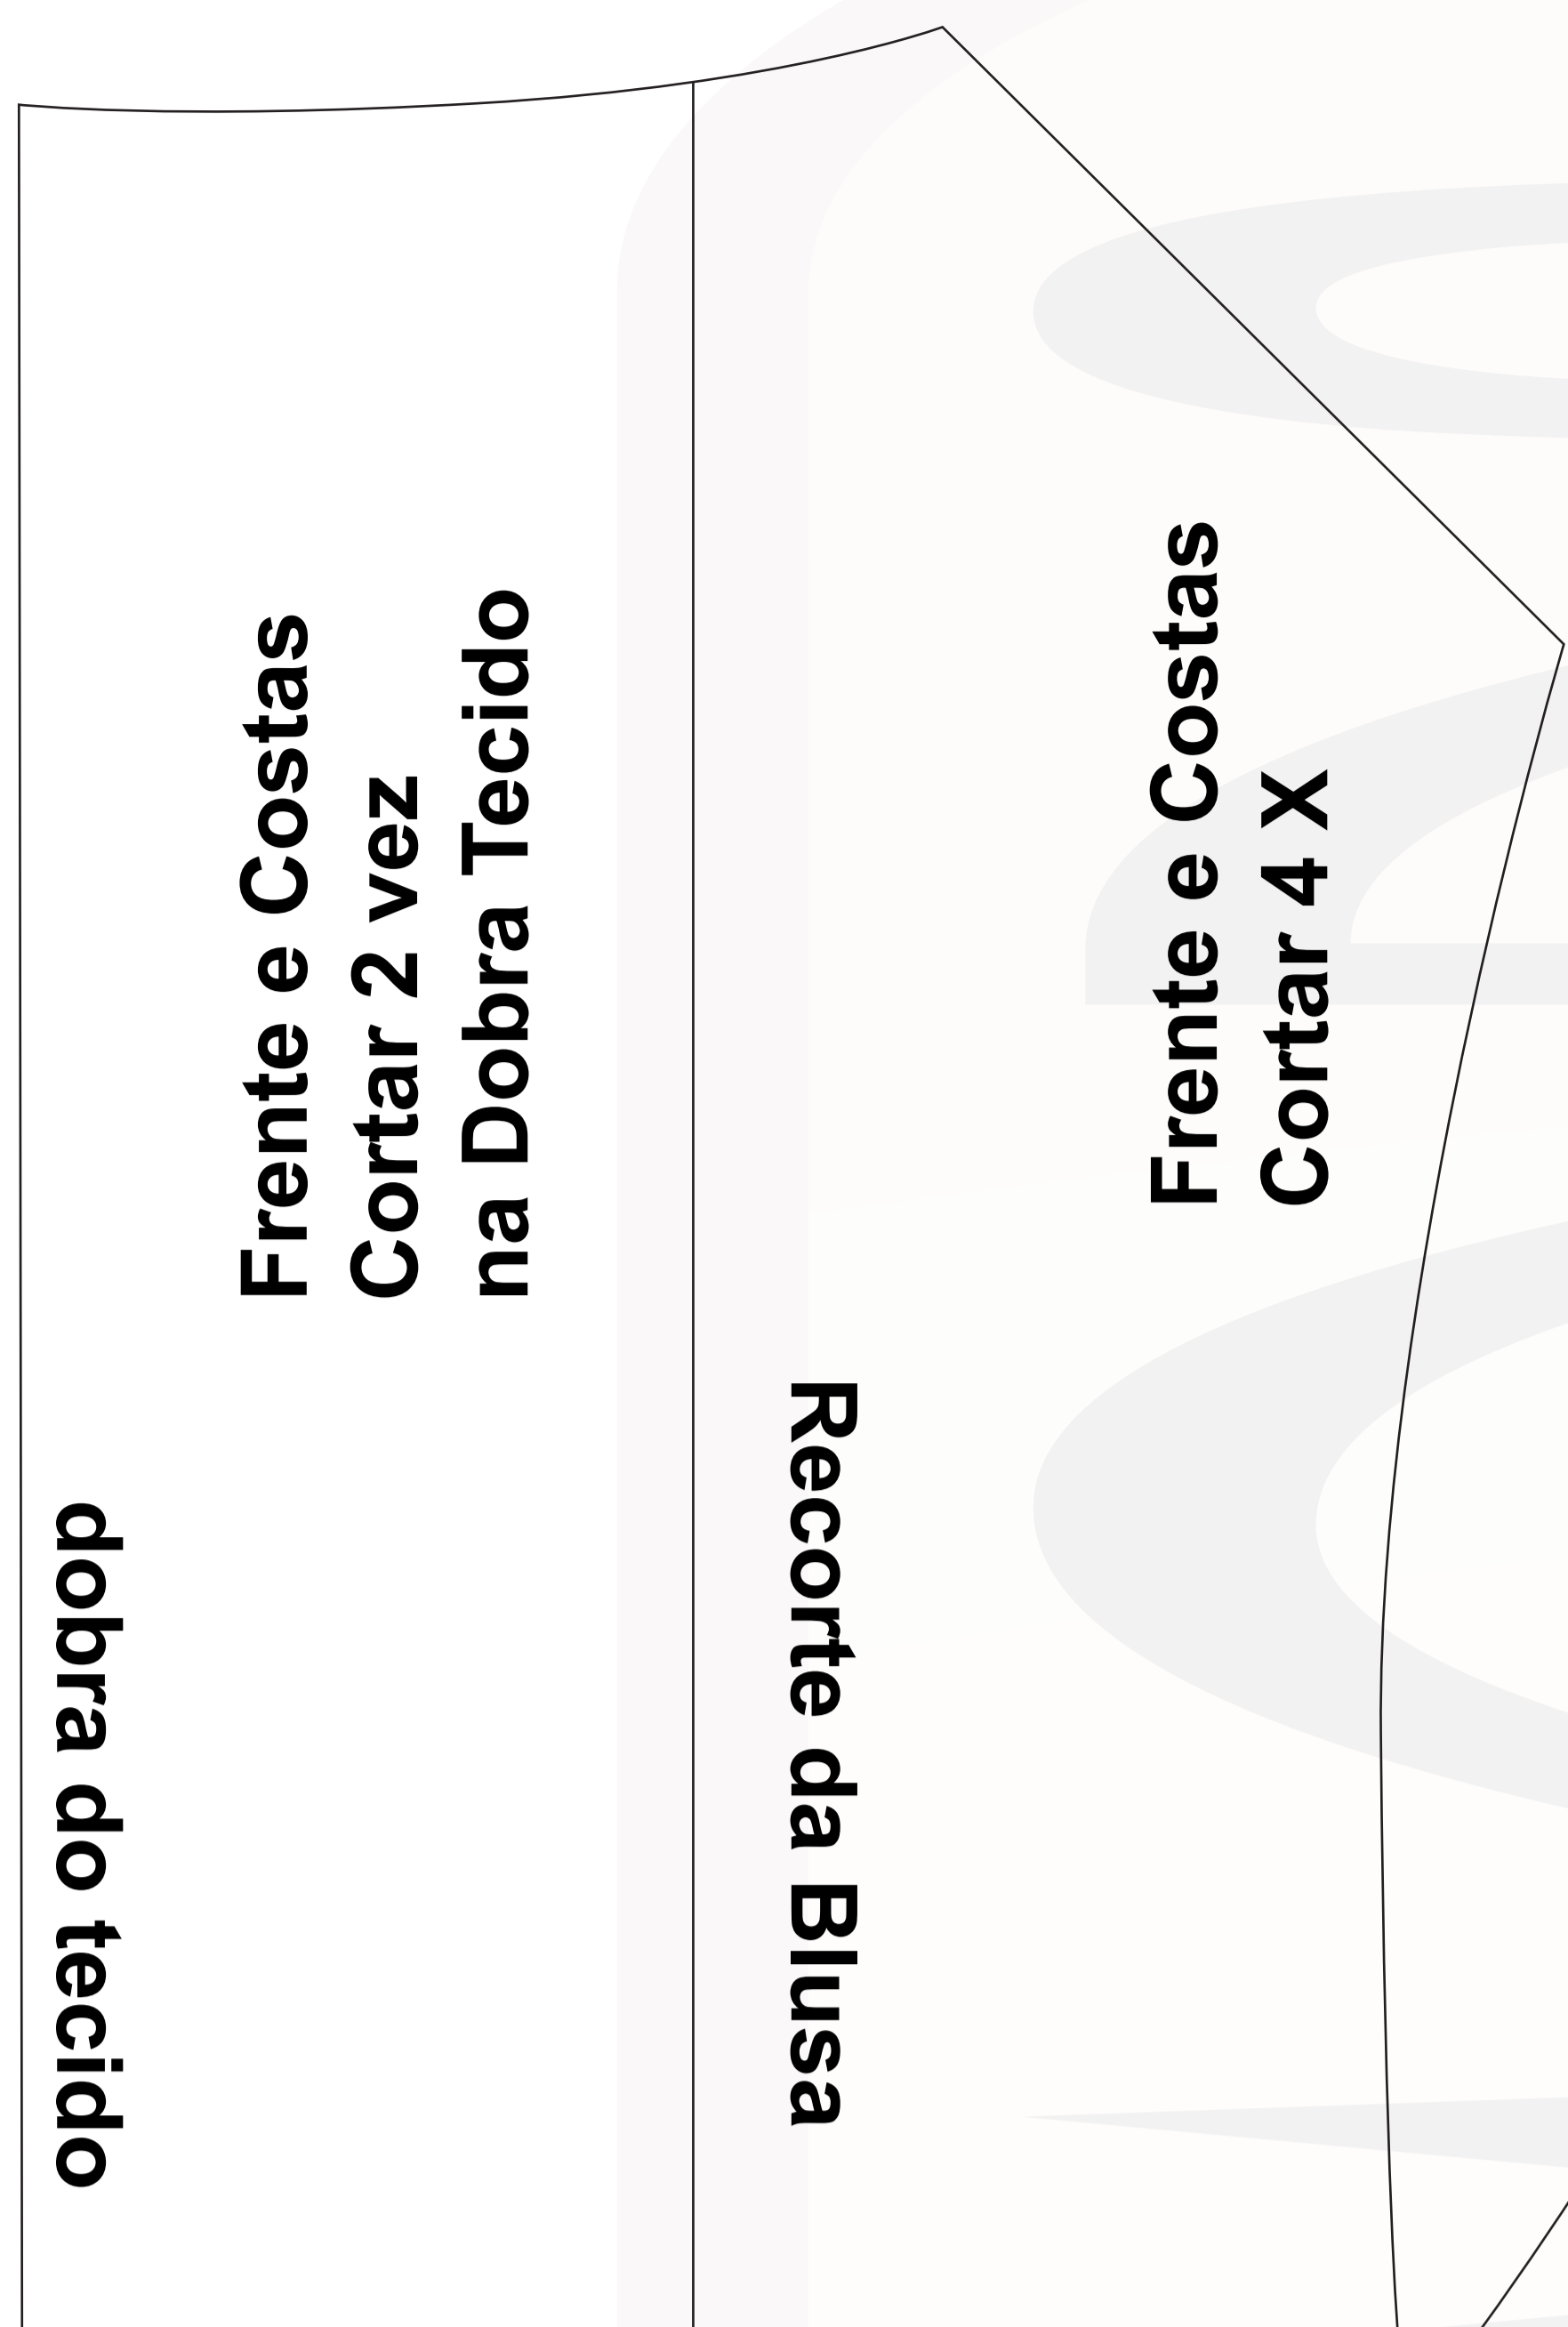 Frente e Costas
Cortar 2 vez
na Dobra Tecido
dobra do tecido
Recorte da Blusa
Frente e Costas
Cortar 4 X